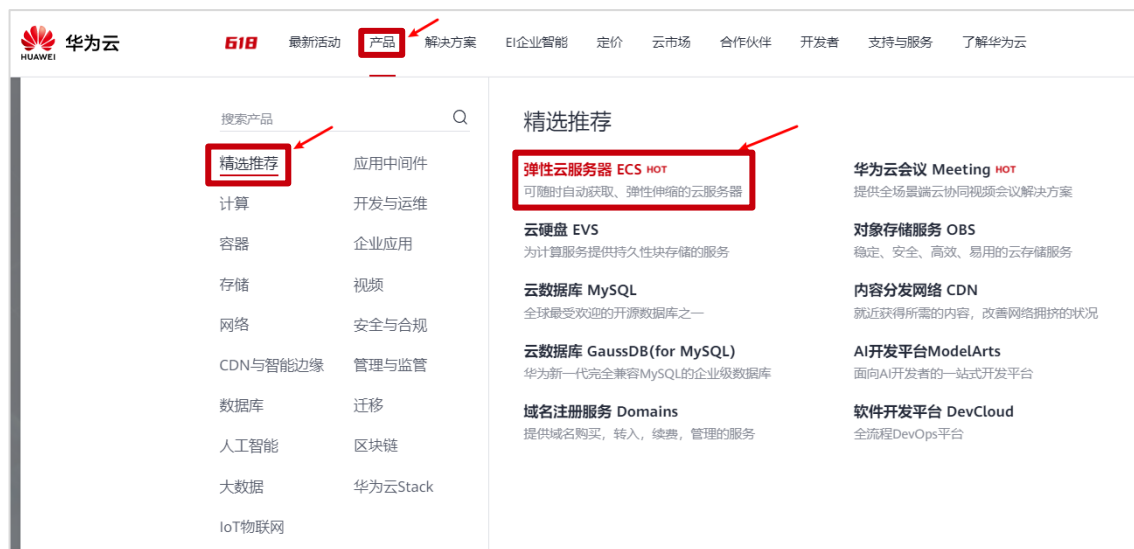 HUAWEI
华为云
618 最新活动 产品 解决方案 EI企业智能 定价 云市场 合作伙伴 开发者 支持与服务 了解华为云
搜索产品
精选推荐 应用中间件
计算 开发与运维
容器 企业应用
存储 视频
网络 安全与合规
CDN与智能边缘 管理与监管
数据库 迁移
人工智能 区块链
大数据 华为云Stack
IoT物联网
精选推荐
弹性云服务器 ECS HOT
可随时自动获取、弹性伸缩的云服务器
云硬盘 EVS
为计算服务提供持久性块存储的服务
云数据库 MySQL
全球最受欢迎的开源数据库之一
云数据库 GaussDB(for MySQL)
华为新一代完全兼容MySQL的企业级数据库
域名注册服务 Domains
提供域名购买，转入，续费，管理的服务
华为云会议 Meeting HOT
提供全场景端云协同视频会议解决方案
对象存储服务 OBS
稳定、安全、高效、易用的云存储服务
内容分发网络 CDN
就近获得所需的内容，改善网络拥挤的状况
AI开发平台ModelArts
面向AI开发者的一站式开发平台
软件开发平台 DevCloud
全流程DevOps平台